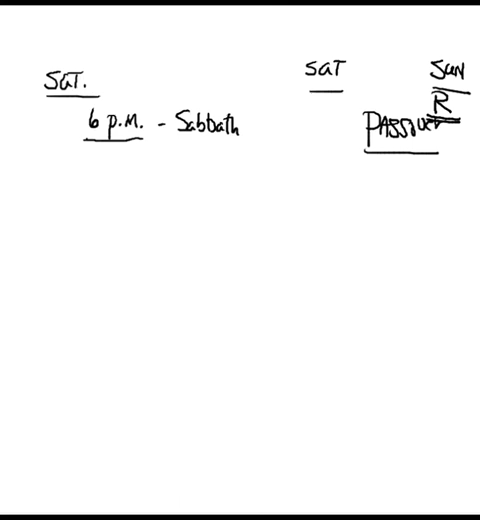 SAT.
6 P.M. - Sabbath
SAT
SUN
R
PASSOVER